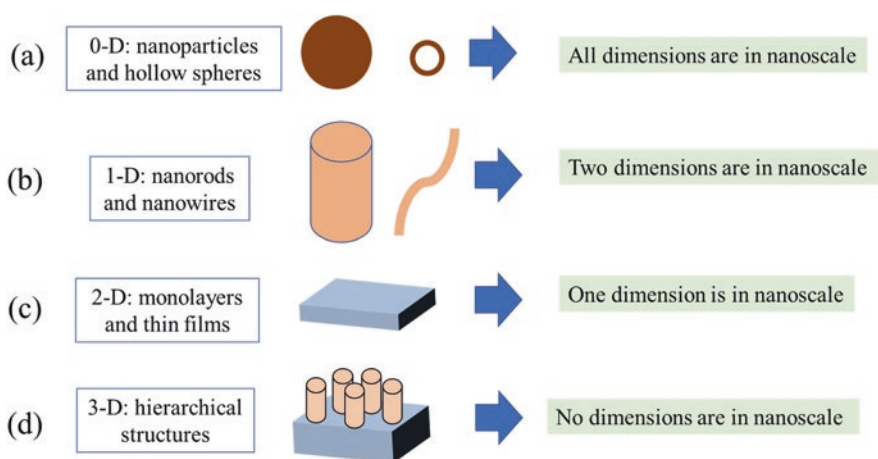 (a)
0-D: nanoparticles
and hollow spheres
All dimensions are in nanoscale
(b)
1-D: nanorods
and nanowires
Two dimensions are in nanoscale
(c)
2-D: monolayers
and thin films
One dimension is in nanoscale
(d)
3-D: hierarchical
structures
No dimensions are in nanoscale